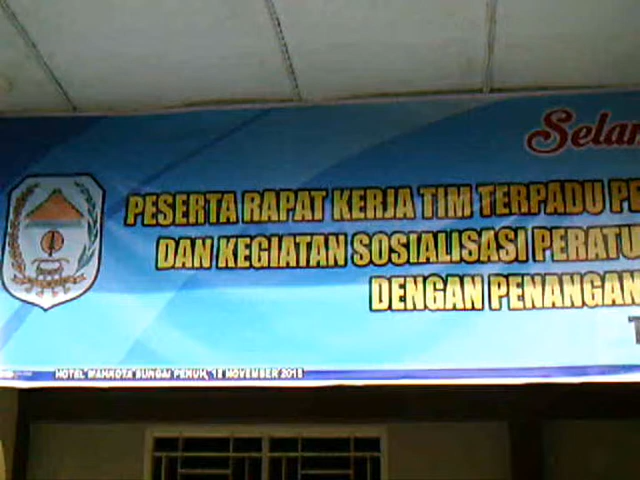 Selam
PESERTA RAPAT KERJA TIM TERPADU PE
DAN KEGIATAN SOSIALISASI PERATU
DENGAN PENANGAN
T
HOTEL MAHKOTA SUNGAI PENUH, 18 NOVEMBER 2015